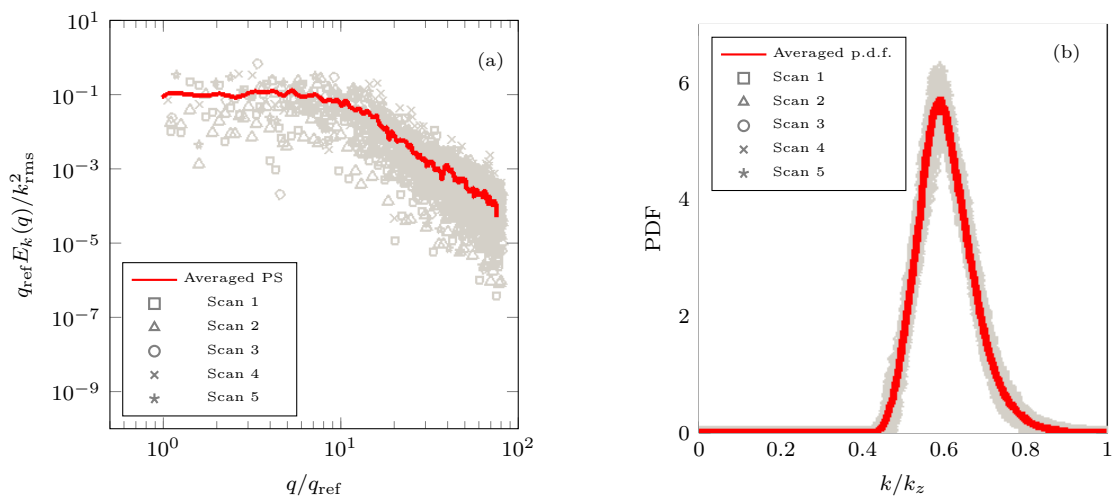 (a)
10^1
10^{-1}
10^{-3}
10^{-5}
10^{-7}
10^{-9}
q_ref E_k(q)/k_rms^2
Averaged PS
Scan 1
Scan 2
Scan 3
Scan 4
Scan 5
10^0
10^1
10^2
q/q_ref
(b)
6
4
2
0
PDF
Averaged p.d.f.
Scan 1
Scan 2
Scan 3
Scan 4
Scan 5
0
0.2
0.4
0.6
0.8
1
k/k_z